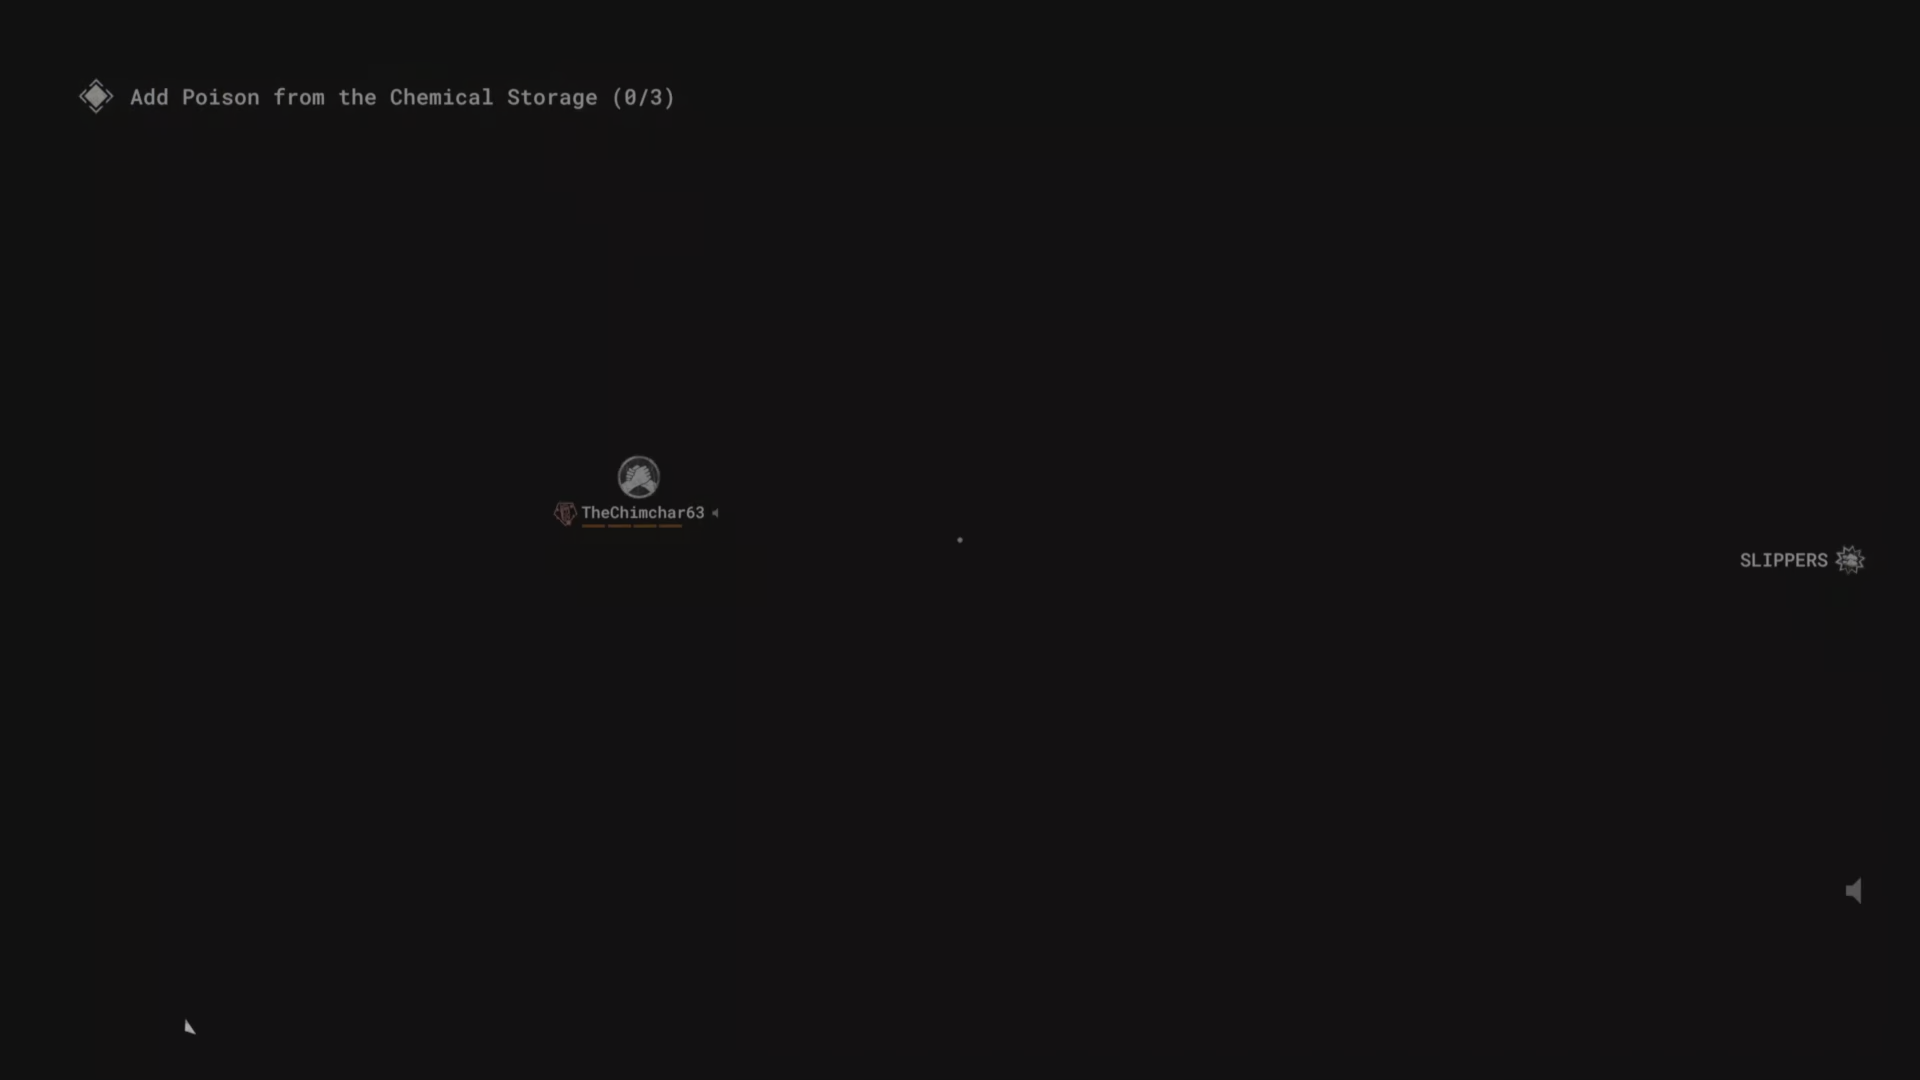 Add Poison from the Chemical Storage (0/3)
TheChimchar63
SLIPPERS